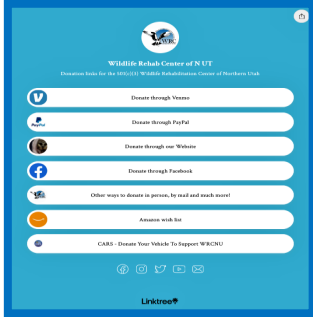 WRC
Wildlife Rehab Center of N UT
Donation links for the 501(c)(3) Wildlife Rehabilitation Center of Northern Utah
Donate through Venmo
PayPal
Donate through PayPal
Donate through our Website
Donate through Facebook
Other ways to donate in person, by mail and much more!
Amazon wish list
CARS - Donate Your Vehicle To Support WRCNU
Linktree